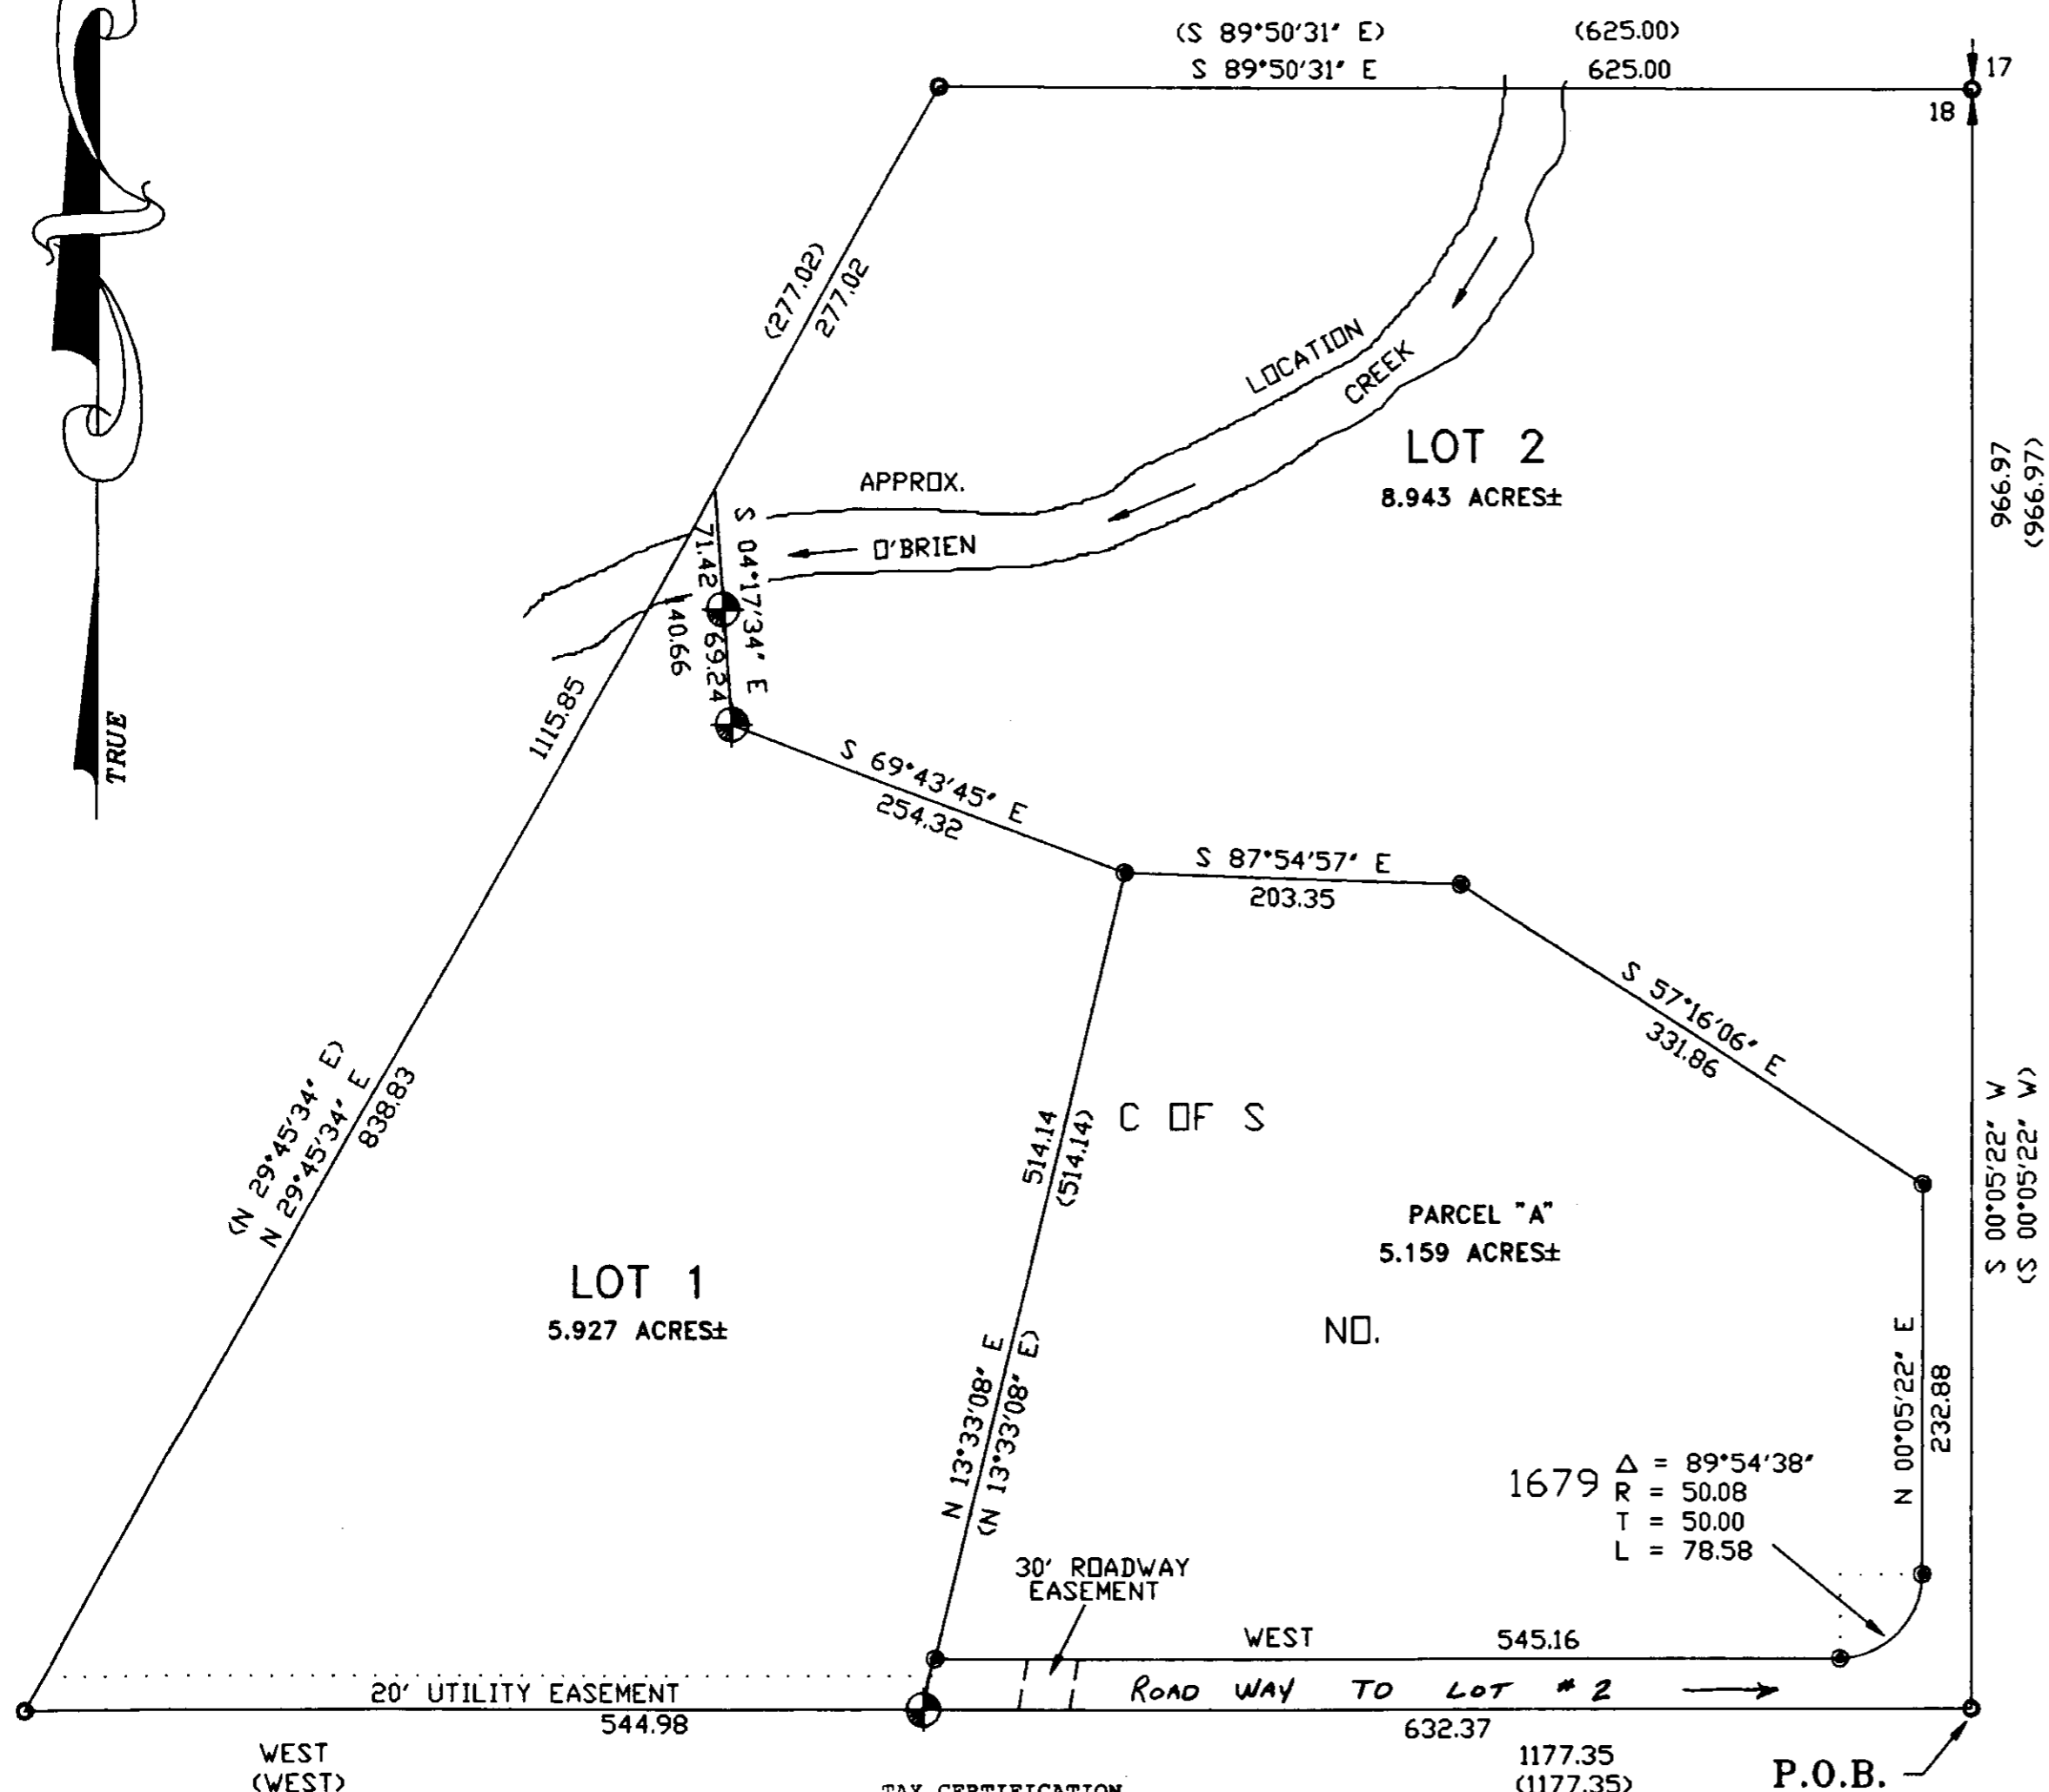 (S 89°50'31" E) (625.00)
S 89°50'31" E 625.00
17
18
(277.02)
277.02
LOCATION
CREEK
LOT 2
8.943 ACRES±
966.97
(966.97)
APPROX.
O'BRIEN
S 04°17'34" E
71.42
69.24
140.66
TRUE
1115.85
S 69°43'45" E
254.32
S 87°54'57" E
203.35
S 57°16'06" E
331.86
(N 29°45'34" E)
N 29°45'34" E
838.83
514.14
(514.14)
C OF S
PARCEL "A"
5.159 ACRES±
S 00°05'22" W
(S 00°05'22" W)
LOT 1
5.927 ACRES±
NO.
N 13°33'08" E
(N 13°33'08" E)
N 00°05'22" E
232.88
1679
Δ = 89°54'38"
R = 50.08
T = 50.00
L = 78.58
30' ROADWAY
EASEMENT
WEST 545.16
20' UTILITY EASEMENT
ROAD WAY TO LOT # 2
544.98
632.37
WEST
(WEST)
1177.35
(1177.35)
P.O.B.
TAX CERTIFICATION